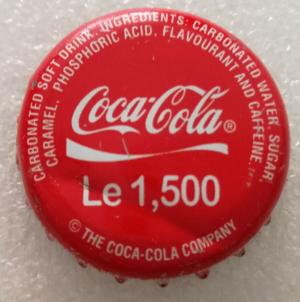 CARBONATED SOFT DRINK. INGREDIENTS: CARBONATED WATER, SUGAR,
CARAMEL, PHOSPHORIC ACID, FLAVOURANT AND CAFFEINE.
Coca-Cola®
Le 1,500
© THE COCA-COLA COMPANY